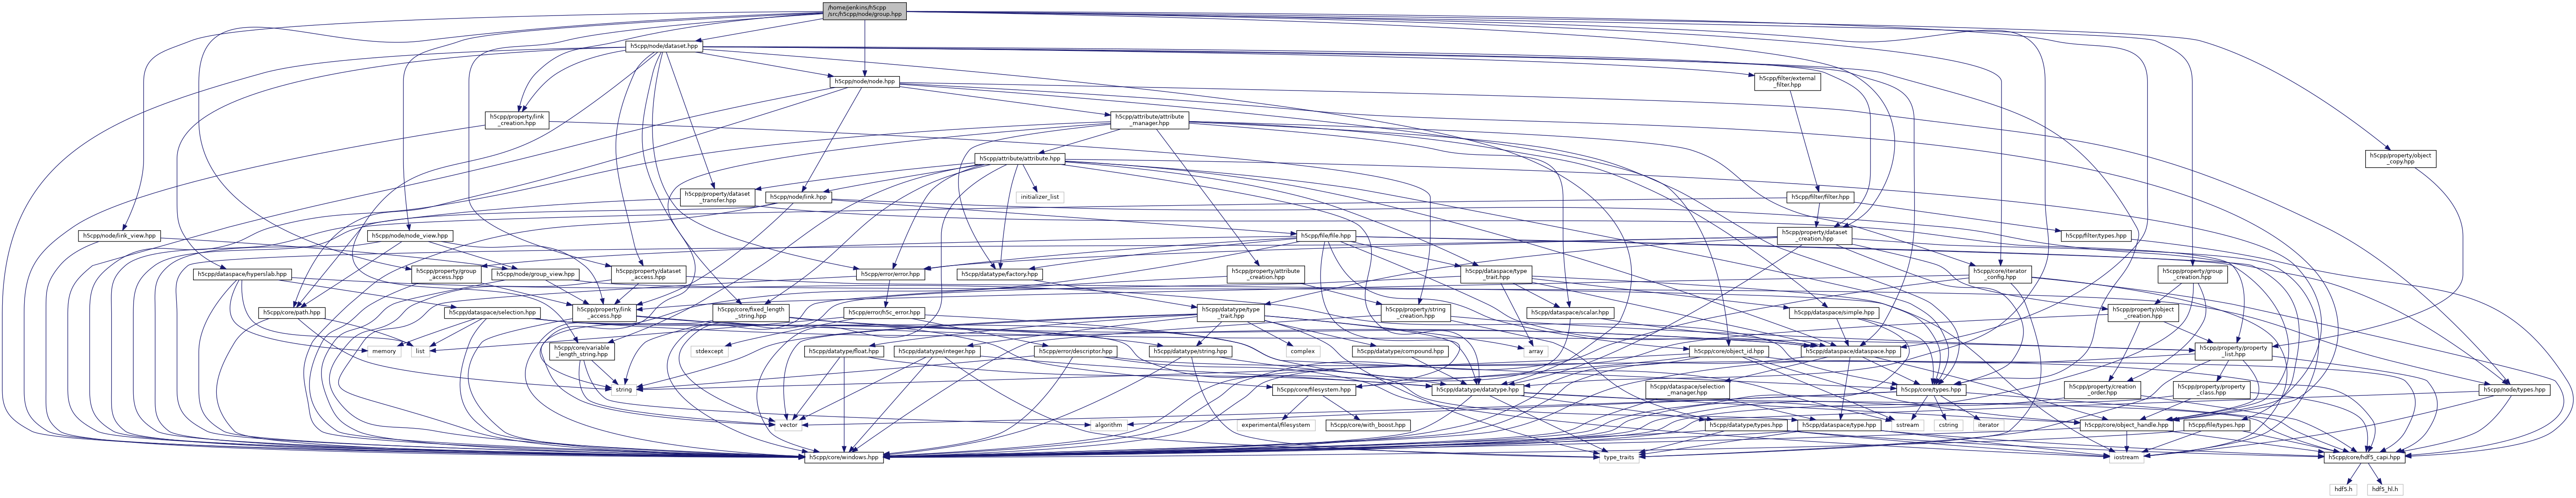 /home/jenkins/h5cpp
/src/h5cpp/node/group.hpp
h5cpp/node/dataset.hpp
h5cpp/node/node.hpp
h5cpp/filter/external
_filter.hpp
h5cpp/property/link
_creation.hpp
h5cpp/attribute/attribute
_manager.hpp
h5cpp/attribute/attribute.hpp
h5cpp/property/object
_copy.hpp
h5cpp/property/dataset
_transfer.hpp
h5cpp/node/link.hpp
initializer_list
h5cpp/filter/filter.hpp
h5cpp/node/link_view.hpp
h5cpp/node/node_view.hpp
h5cpp/file/file.hpp
h5cpp/property/dataset
_creation.hpp
h5cpp/filter/types.hpp
h5cpp/dataspace/hyperslab.hpp
h5cpp/property/group
_access.hpp
h5cpp/node/group_view.hpp
h5cpp/property/dataset
_access.hpp
h5cpp/error/error.hpp
h5cpp/datatype/factory.hpp
h5cpp/property/attribute
_creation.hpp
h5cpp/dataspace/type
_trait.hpp
h5cpp/core/iterator
_config.hpp
h5cpp/property/group
_creation.hpp
h5cpp/core/path.hpp
h5cpp/dataspace/selection.hpp
h5cpp/property/link
_access.hpp
h5cpp/core/fixed_length
_string.hpp
h5cpp/error/h5c_error.hpp
h5cpp/datatype/type
_trait.hpp
h5cpp/property/string
_creation.hpp
h5cpp/dataspace/scalar.hpp
h5cpp/dataspace/simple.hpp
h5cpp/property/object
_creation.hpp
memory
list
h5cpp/core/variable
_length_string.hpp
stdexcept
h5cpp/datatype/float.hpp
h5cpp/datatype/integer.hpp
h5cpp/error/descriptor.hpp
h5cpp/datatype/string.hpp
complex
h5cpp/datatype/compound.hpp
array
h5cpp/core/object_id.hpp
h5cpp/dataspace/dataspace.hpp
h5cpp/property/property
_list.hpp
string
h5cpp/core/filesystem.hpp
h5cpp/datatype/datatype.hpp
h5cpp/dataspace/selection
_manager.hpp
h5cpp/core/types.hpp
h5cpp/property/creation
_order.hpp
h5cpp/property/property
_class.hpp
h5cpp/node/types.hpp
vector
algorithm
experimental/filesystem
h5cpp/core/with_boost.hpp
h5cpp/datatype/types.hpp
h5cpp/dataspace/type.hpp
sstream
cstring
iterator
h5cpp/core/object_handle.hpp
h5cpp/file/types.hpp
h5cpp/core/windows.hpp
type_traits
iostream
h5cpp/core/hdf5_capi.hpp
hdf5.h
hdf5_hl.h